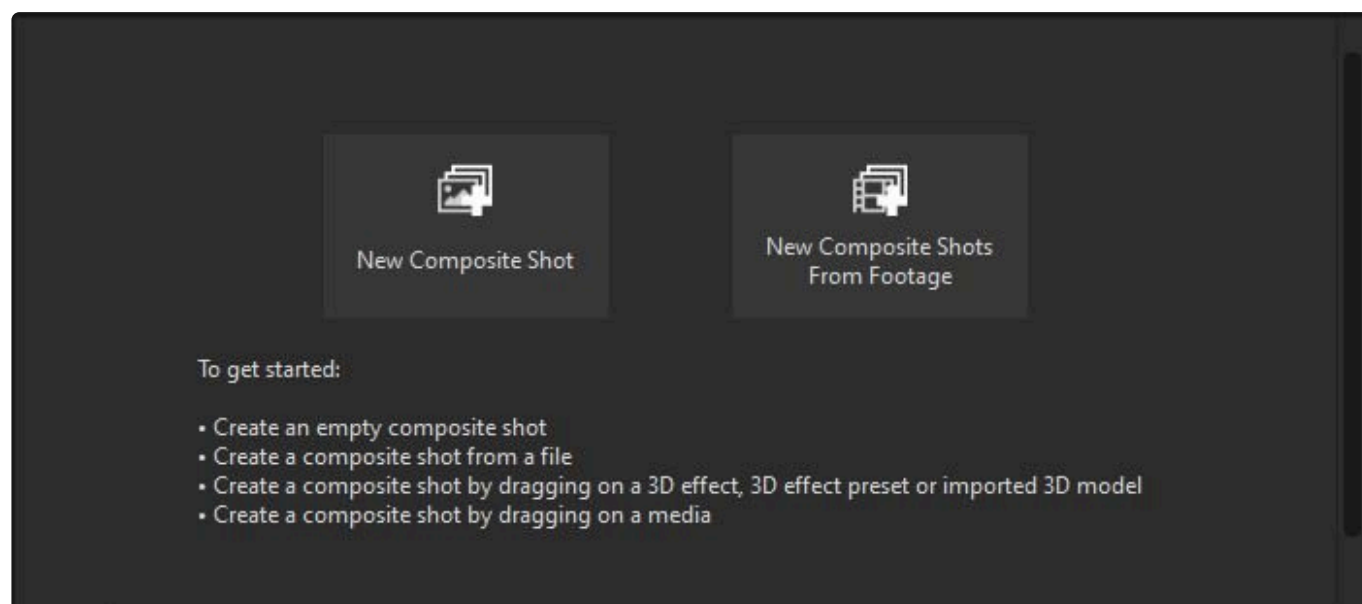 New Composite Shot
New Composite Shots
From Footage
To get started:
• Create an empty composite shot
• Create a composite shot from a file
• Create a composite shot by dragging on a 3D effect, 3D effect preset or imported 3D model
• Create a composite shot by dragging on a media